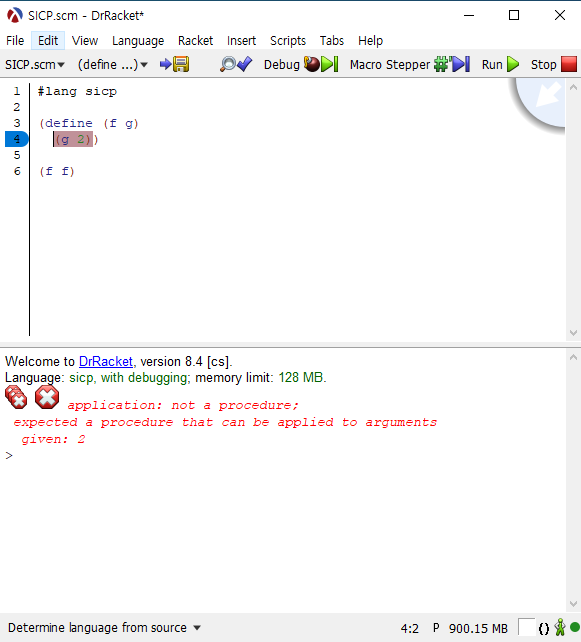 SICP.scm - DrRacket*
File Edit View Language Racket Insert Scripts Tabs Help
SICP.scm▾ (define ...)▾ Debug Macro Stepper Run Stop
1 #lang sicp
2
3 (define (f g)
4 (g 2))
5
6 (f f)
Welcome to DrRacket, version 8.4 [cs].
Language: sicp, with debugging; memory limit: 128 MB.
application: not a procedure;
expected a procedure that can be applied to arguments
given: 2
>
Determine language from source ▾ 4:2 P 900.15 MB ()